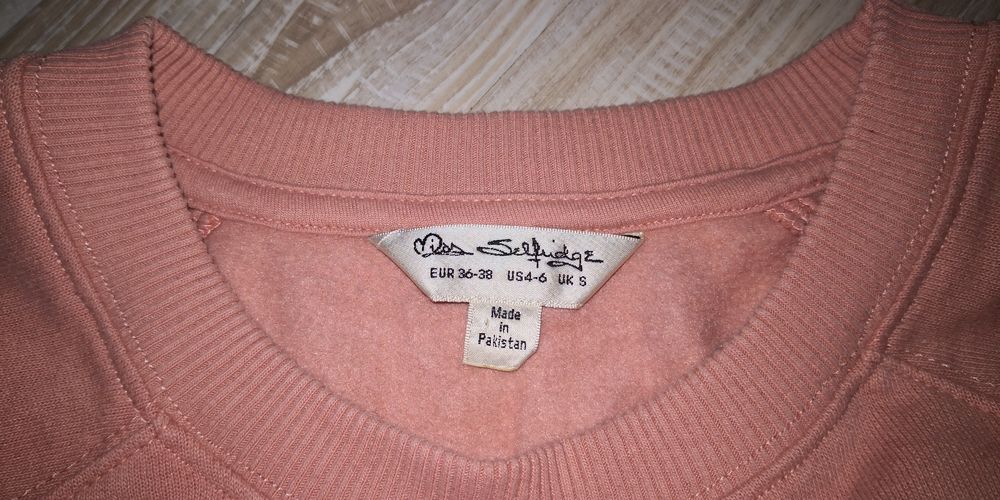 Miss Selfridge
EUR 36-38 US4-6 UK S
Made
in
Pakistan